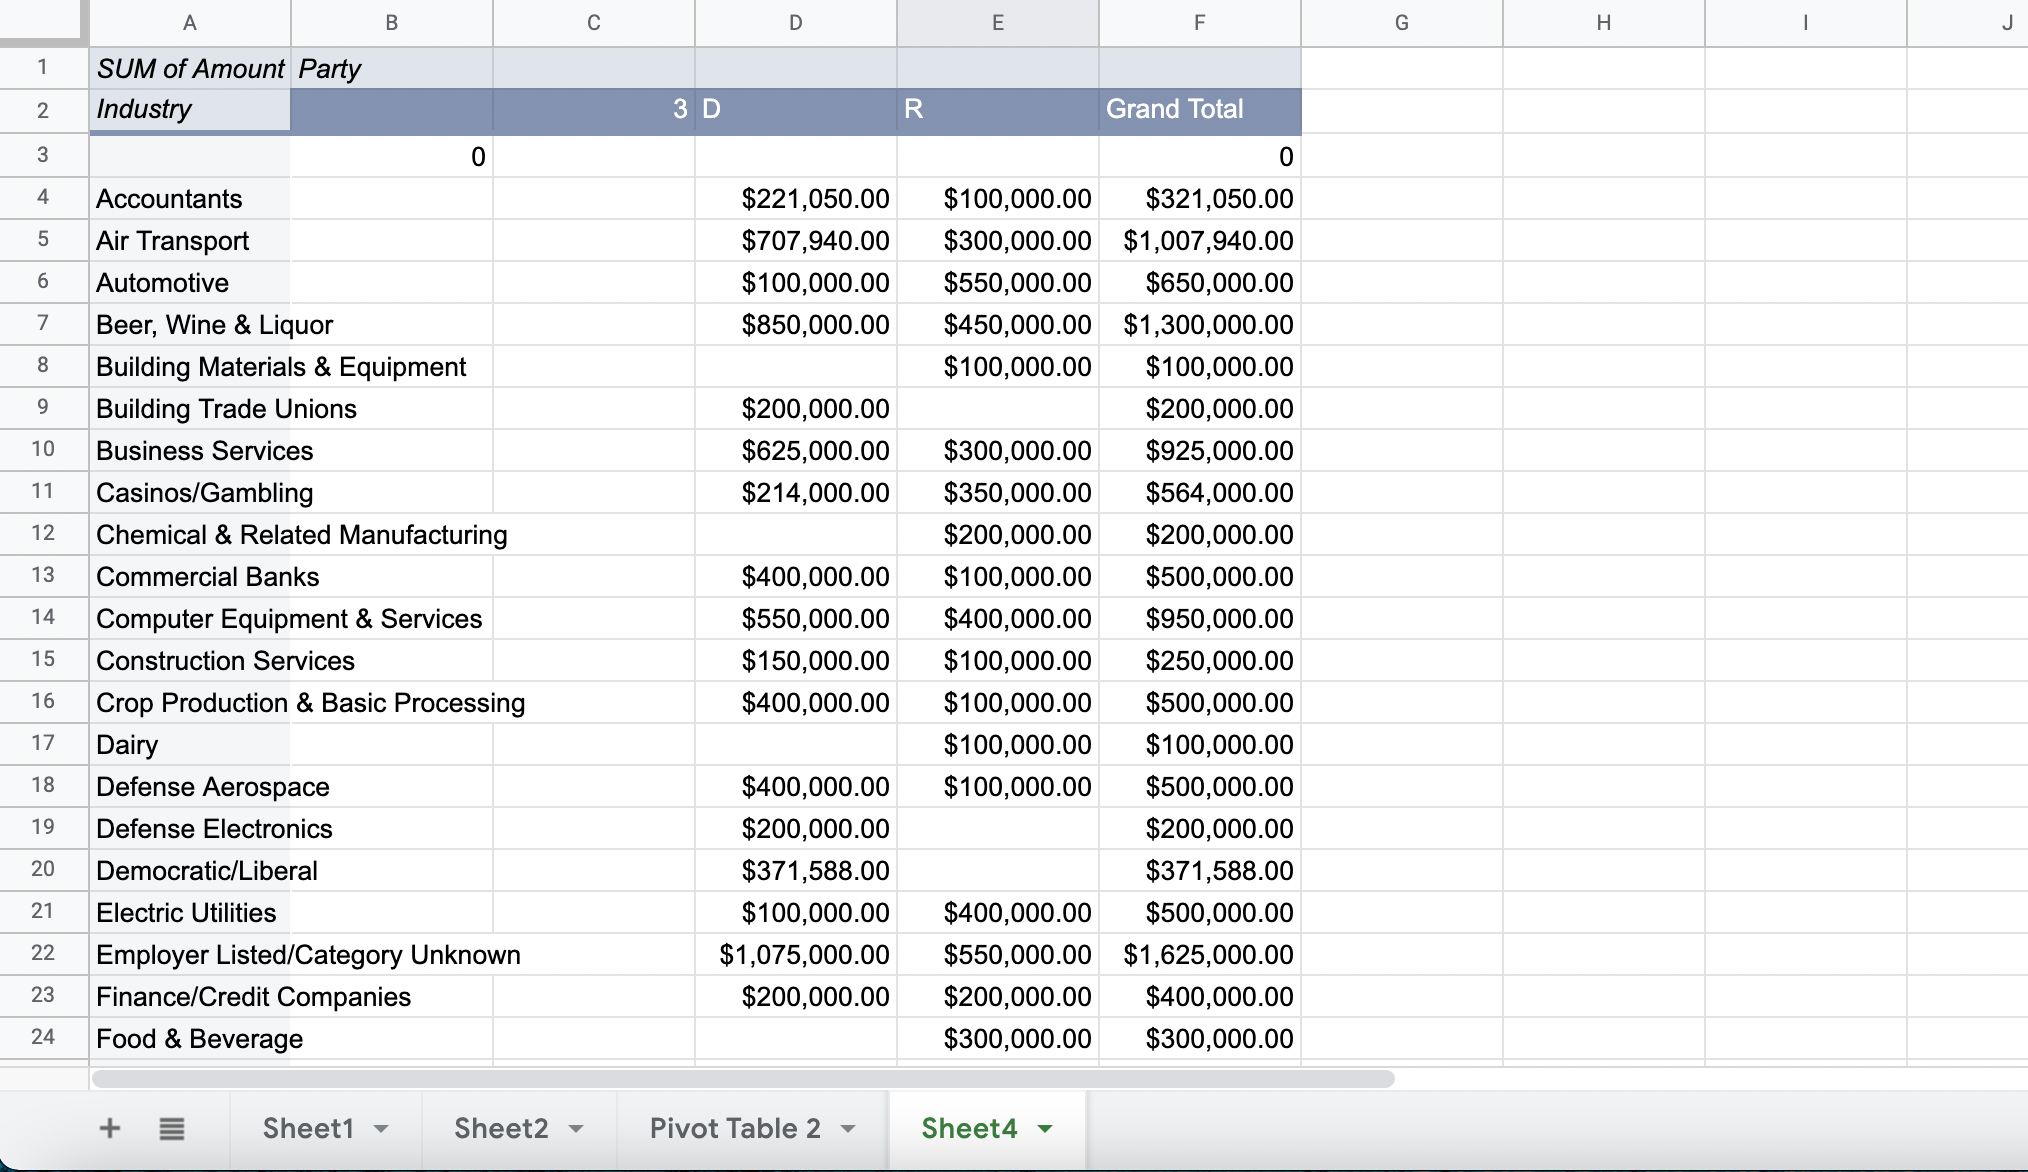 A B C D E F G H I J
1 SUM of Amount Party
2 Industry 3 D R Grand Total
3 0 0
4 Accountants $221,050.00 $100,000.00 $321,050.00
5 Air Transport $707,940.00 $300,000.00 $1,007,940.00
6 Automotive $100,000.00 $550,000.00 $650,000.00
7 Beer, Wine & Liquor $850,000.00 $450,000.00 $1,300,000.00
8 Building Materials & Equipment $100,000.00 $100,000.00
9 Building Trade Unions $200,000.00 $200,000.00
10 Business Services $625,000.00 $300,000.00 $925,000.00
11 Casinos/Gambling $214,000.00 $350,000.00 $564,000.00
12 Chemical & Related Manufacturing $200,000.00 $200,000.00
13 Commercial Banks $400,000.00 $100,000.00 $500,000.00
14 Computer Equipment & Services $550,000.00 $400,000.00 $950,000.00
15 Construction Services $150,000.00 $100,000.00 $250,000.00
16 Crop Production & Basic Processing $400,000.00 $100,000.00 $500,000.00
17 Dairy $100,000.00 $100,000.00
18 Defense Aerospace $400,000.00 $100,000.00 $500,000.00
19 Defense Electronics $200,000.00 $200,000.00
20 Democratic/Liberal $371,588.00 $371,588.00
21 Electric Utilities $100,000.00 $400,000.00 $500,000.00
22 Employer Listed/Category Unknown $1,075,000.00 $550,000.00 $1,625,000.00
23 Finance/Credit Companies $200,000.00 $200,000.00 $400,000.00
24 Food & Beverage $300,000.00 $300,000.00
+ Sheet1 Sheet2 Pivot Table 2 Sheet4